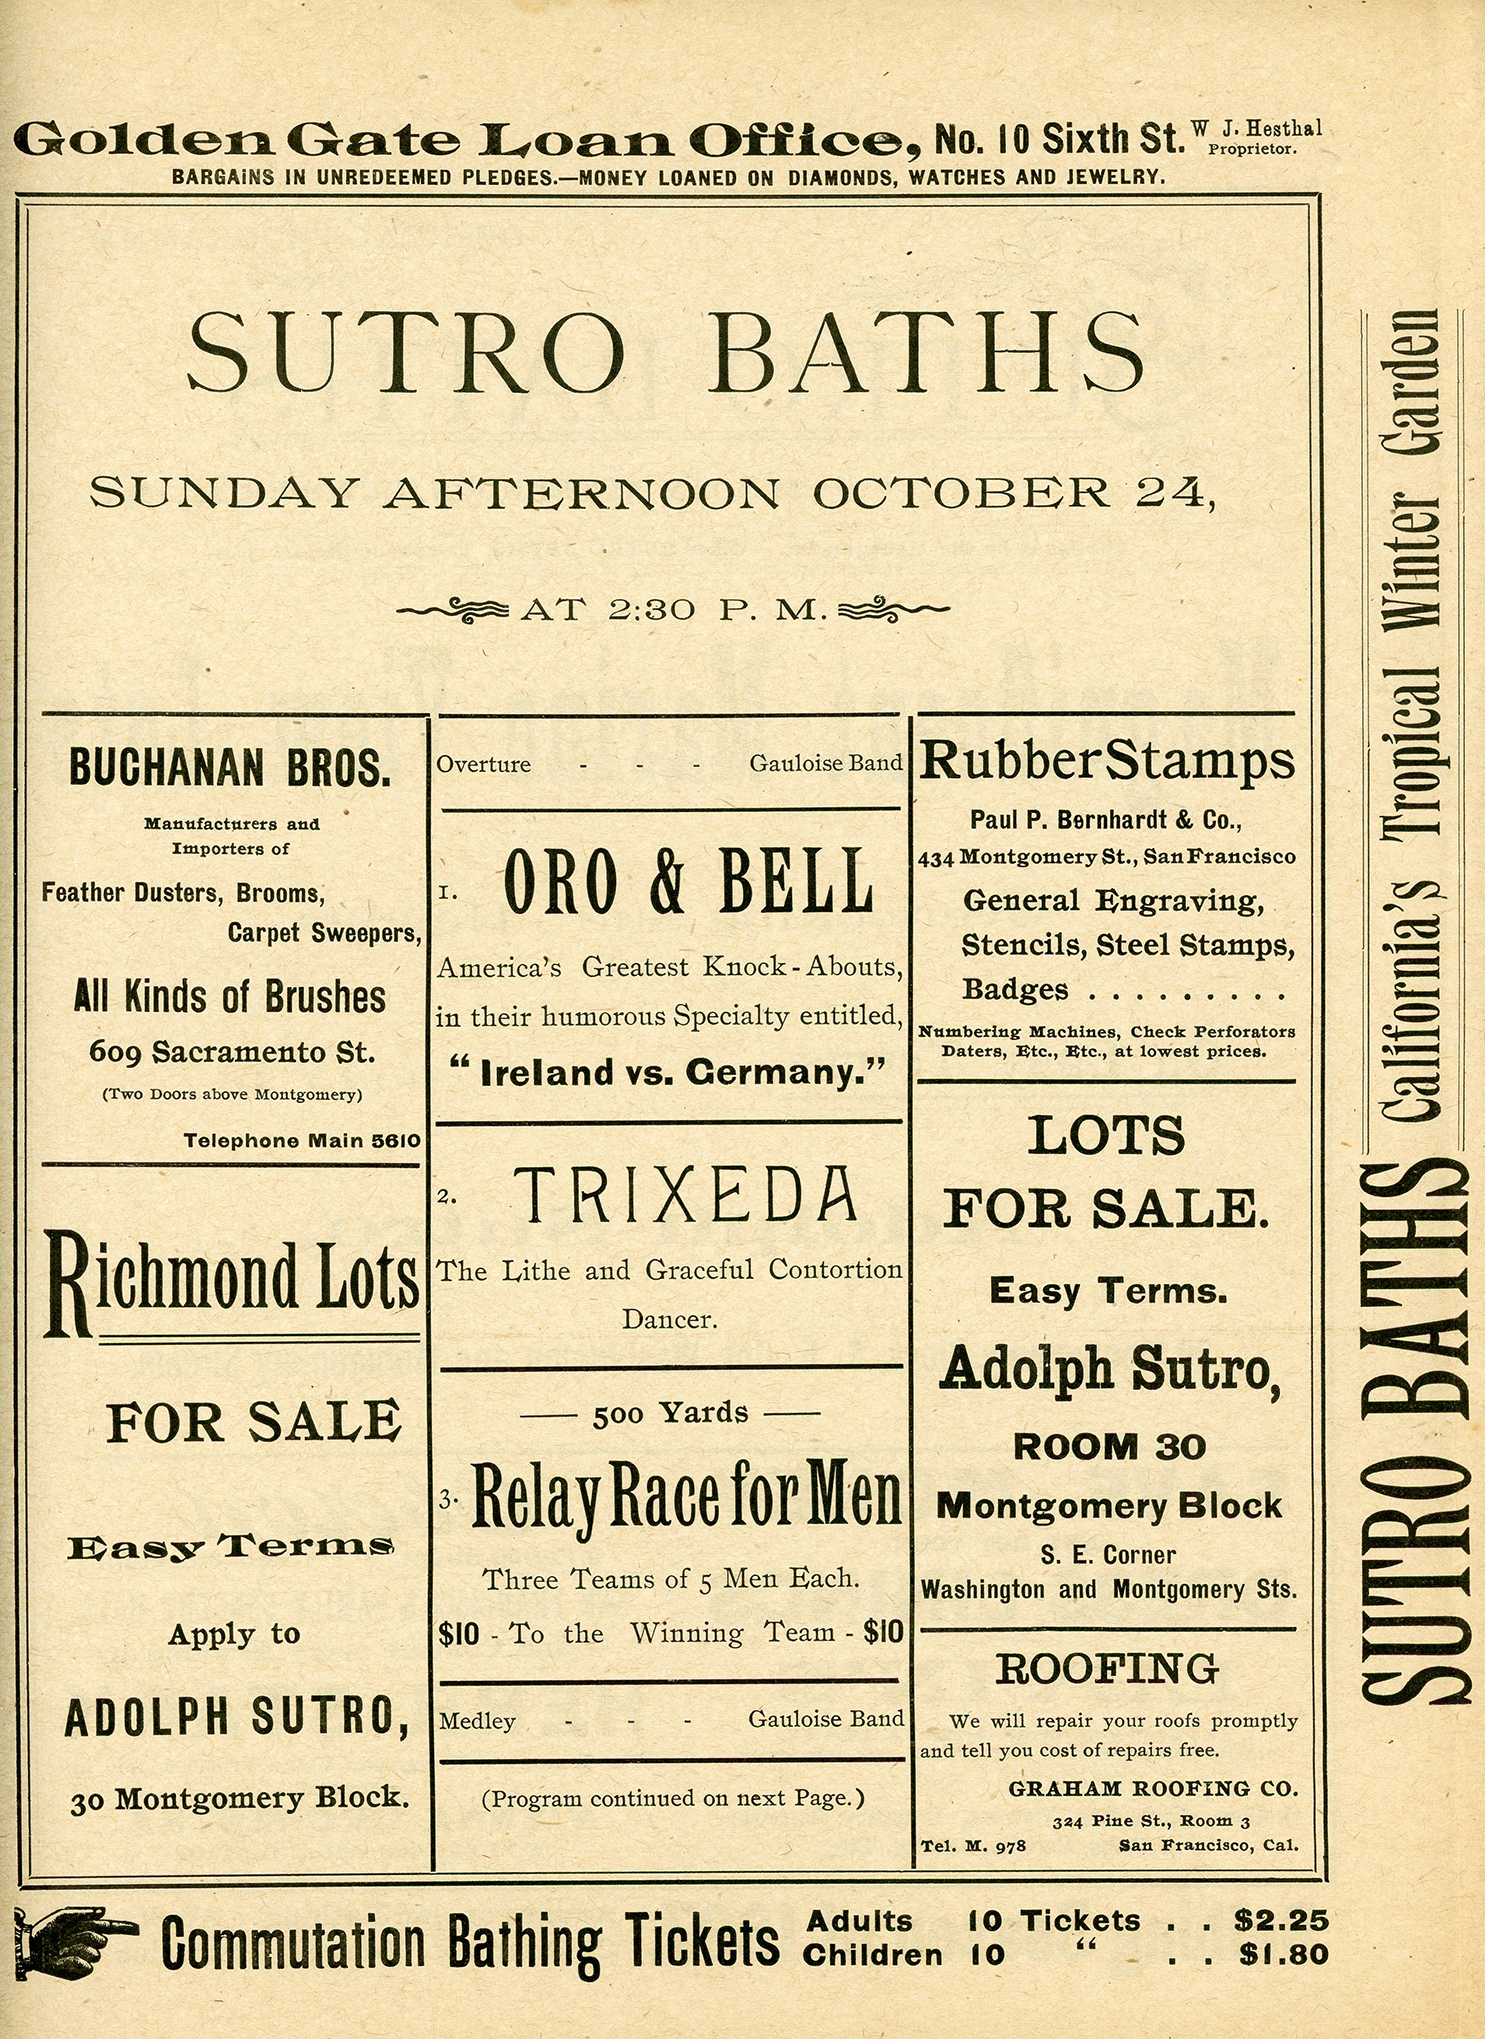 Golden Gate Loan Office, No. 10 Sixth St. W J. Hesthal Proprietor.
BARGAINS IN UNREDEEMED PLEDGES.—MONEY LOANED ON DIAMONDS, WATCHES AND JEWELRY.
SUTRO BATHS
SUNDAY AFTERNOON OCTOBER 24,
AT 2:30 P. M.
BUCHANAN BROS.
Manufacturers and
Importers of
Feather Dusters, Brooms,
Carpet Sweepers,
All Kinds of Brushes
609 Sacramento St.
(Two Doors above Montgomery)
Telephone Main 5610
Richmond Lots
FOR SALE
Easy Terms
Apply to
ADOLPH SUTRO,
30 Montgomery Block.
Overture - - - Gauloise Band
1. ORO & BELL
America's Greatest Knock-Abouts,
in their humorous Specialty entitled,
"Ireland vs. Germany."
2. TRIXEDA
The Lithe and Graceful Contortion
Dancer.
— 500 Yards —
3. Relay Race for Men
Three Teams of 5 Men Each.
$10 - To the Winning Team - $10
Medley - - - Gauloise Band
(Program continued on next Page.)
Rubber Stamps
Paul P. Bernhardt & Co.,
434 Montgomery St., San Francisco
General Engraving,
Stencils, Steel Stamps,
Badges . . . . . . . . .
Numbering Machines, Check Perforators
Daters, Etc., Etc., at lowest prices.
LOTS
FOR SALE.
Easy Terms.
Adolph Sutro,
ROOM 30
Montgomery Block
S. E. Corner
Washington and Montgomery Sts.
ROOFING
We will repair your roofs promptly
and tell you cost of repairs free.
GRAHAM ROOFING CO.
324 Pine St., Room 3
Tel. M. 978 San Francisco, Cal.
SUTRO BATHS California's Tropical Winter Garden
Commutation Bathing Tickets
Adults 10 Tickets . . $2.25
Children 10 " . . $1.80